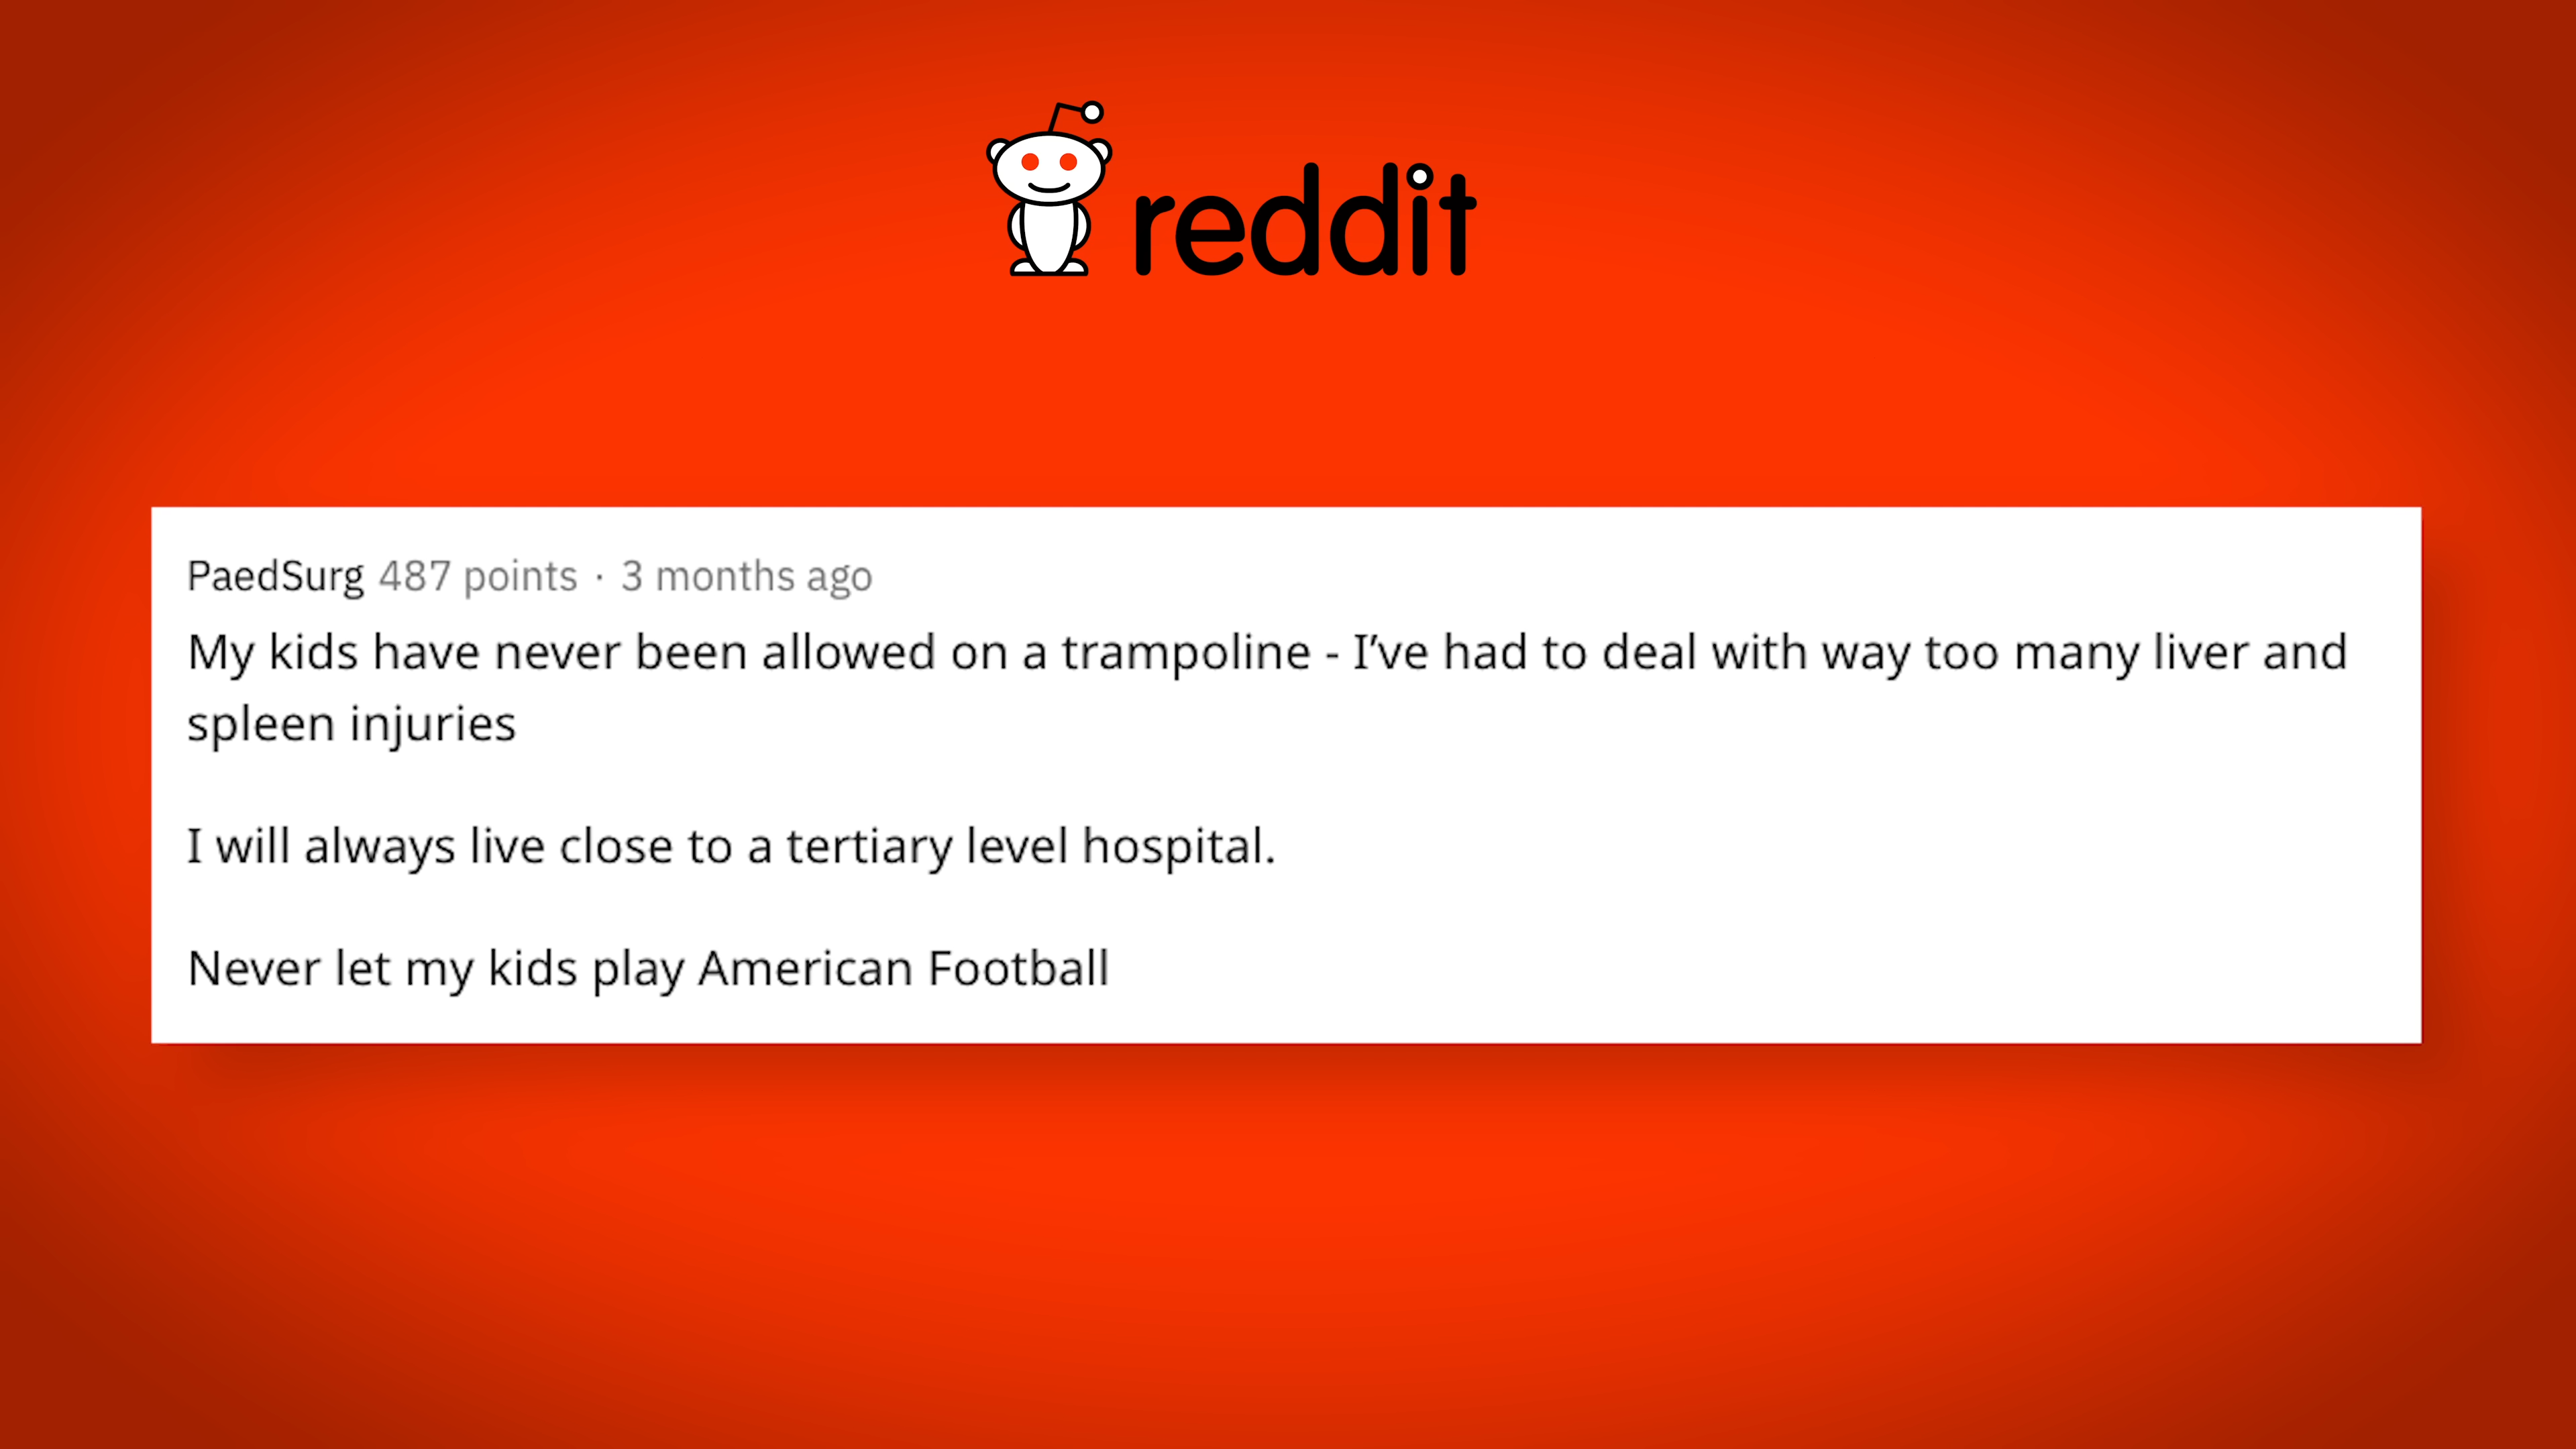 reddit
PaedSurg 487 points · 3 months ago
My kids have never been allowed on a trampoline - I’ve had to deal with way too many liver and
spleen injuries
I will always live close to a tertiary level hospital.
Never let my kids play American Football